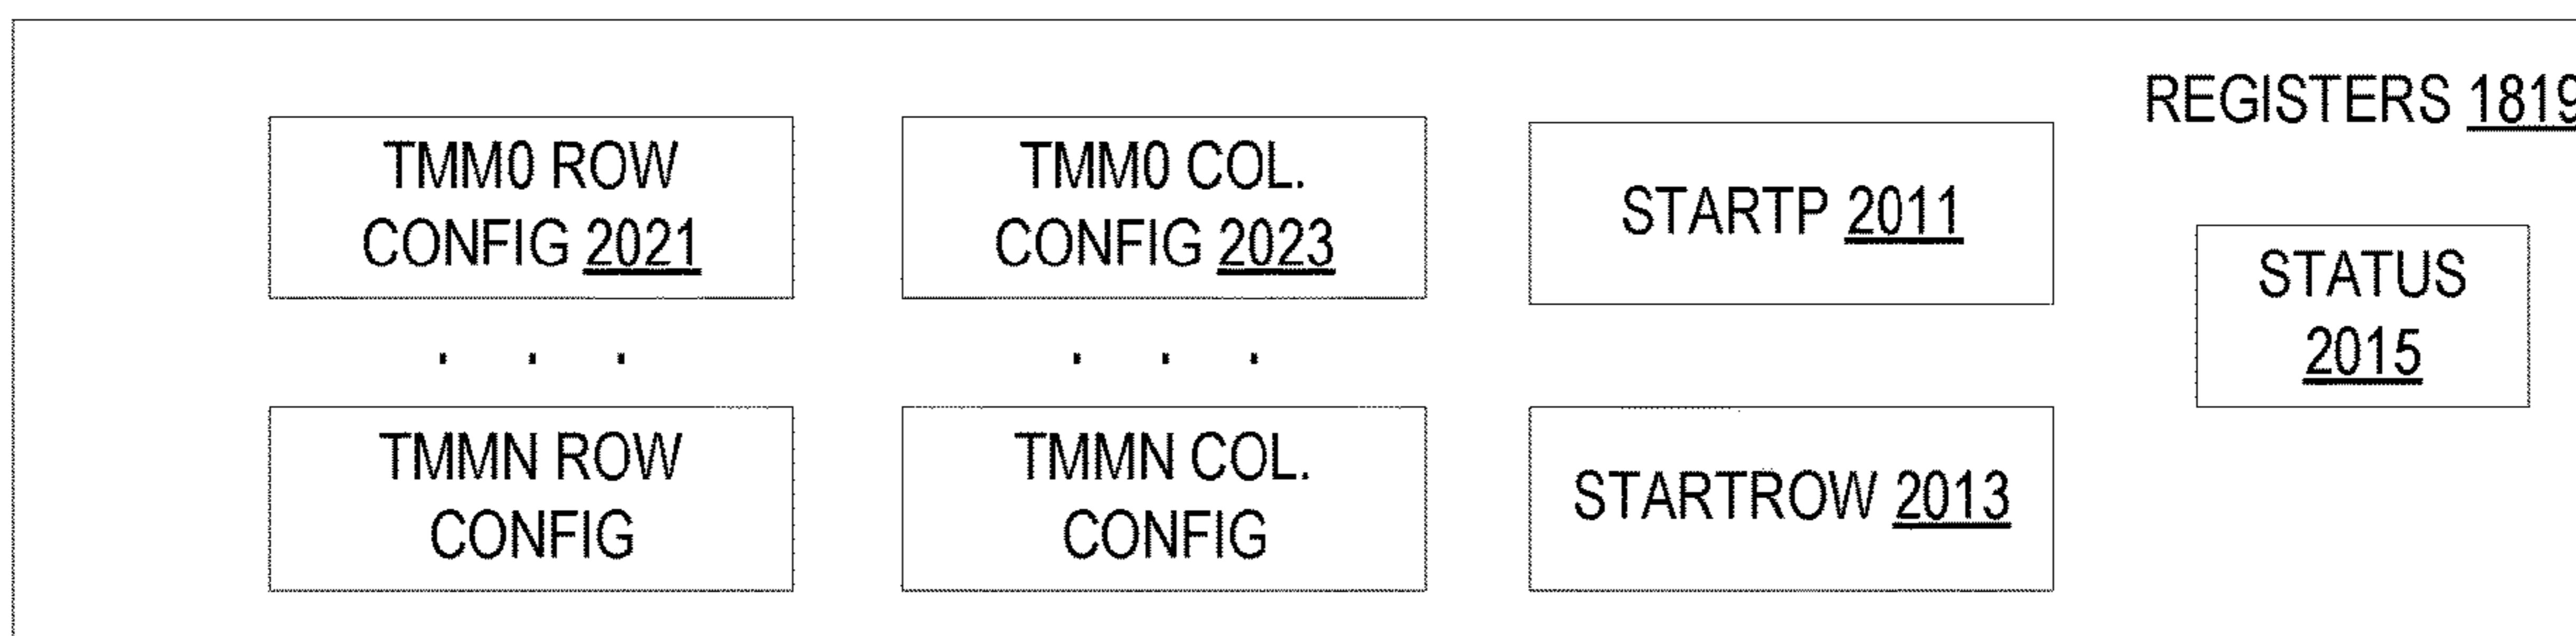 REGISTERS 1819
TMM0 ROW
CONFIG 2021
TMM0 COL.
CONFIG 2023
STARTP 2011
STATUS
2015
. . .
. . .
TMMN ROW
CONFIG
TMMN COL.
CONFIG
STARTROW 2013